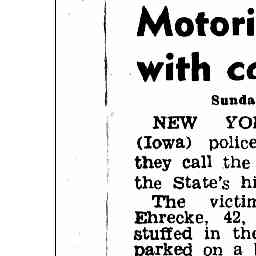 Motori
with co
Sunda
NEW YO
(Iowa) police
they call the
the State's hi
The victim
Ehrecke, 42,
stuffed in the
parked on a